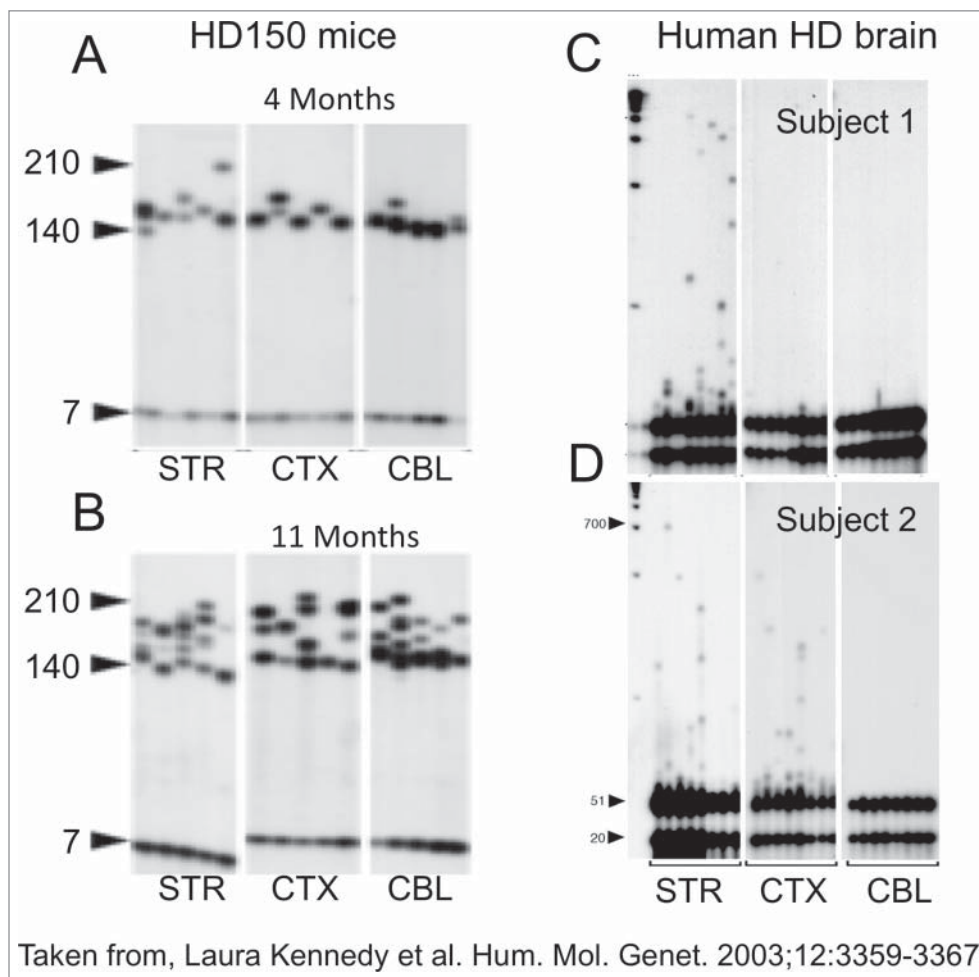 HD150 mice
A
4 Months
210
140
7
STR CTX CBL
B
11 Months
210
140
7
STR CTX CBL
Human HD brain
C
Subject 1
D
Subject 2
700
51
20
STR CTX CBL
Taken from, Laura Kennedy et al. Hum. Mol. Genet. 2003;12:3359-3367